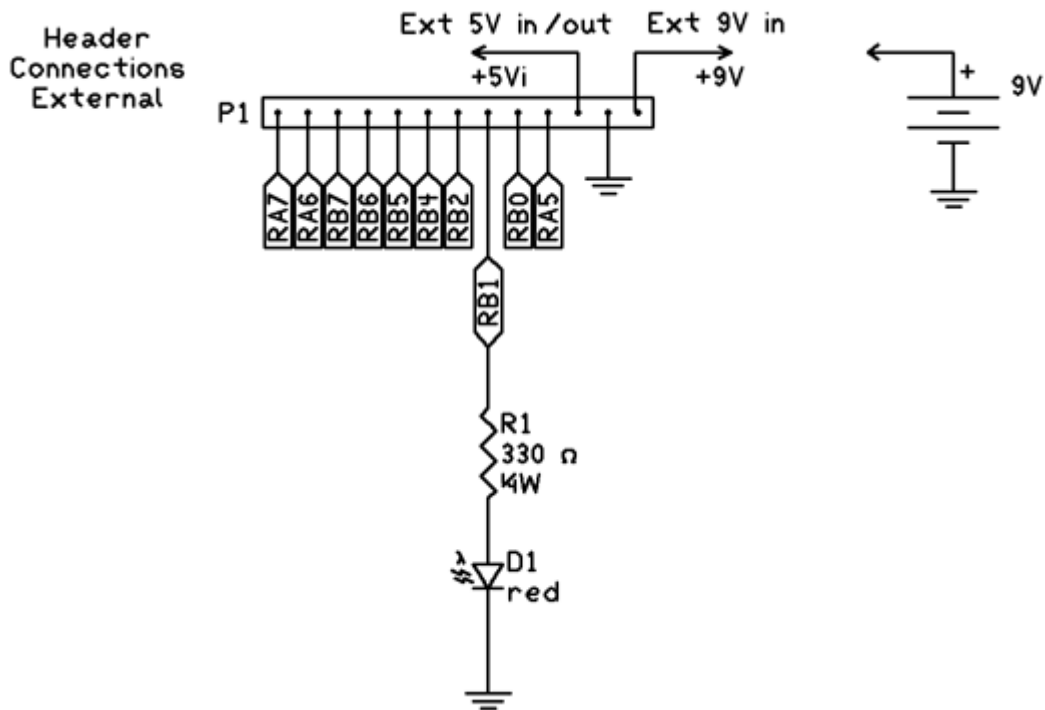 Header
Connections
External
Ext 5V in/out
Ext 9V in
+5Vi
+9V
+
9V
P1
RA7
RA6
RB7
RB6
RB5
RB4
RB2
RB0
RA5
RB1
R1
330 Ω
¼W
λ
D1
red